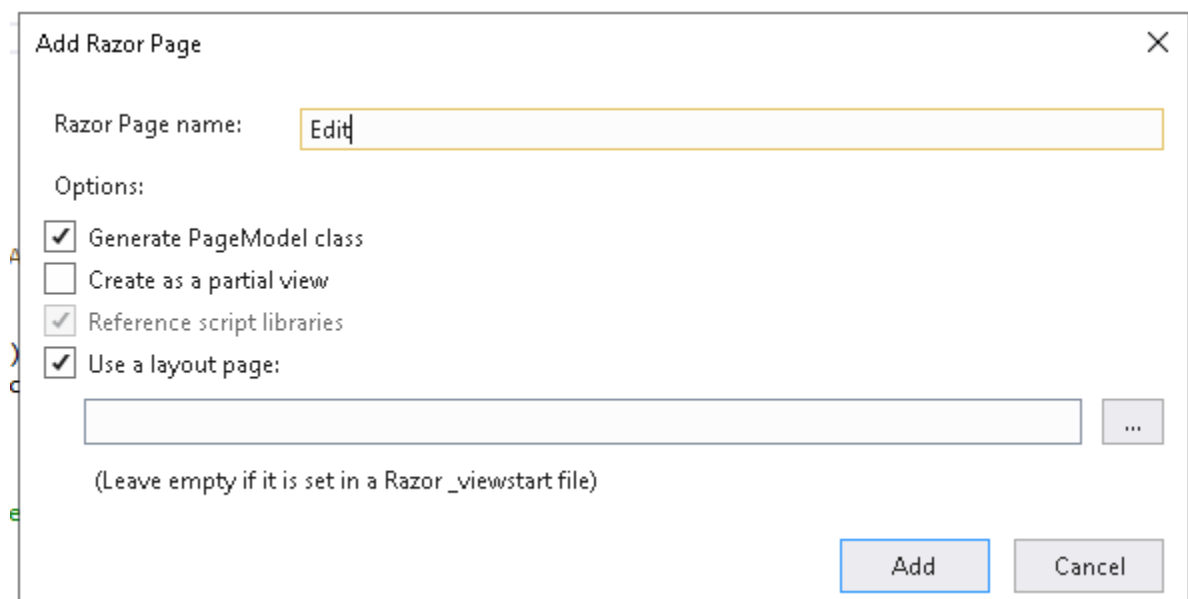 Add Razor Page
Razor Page name:
Edit
Options:
Generate PageModel class
Create as a partial view
Reference script libraries
Use a layout page:
...
(Leave empty if it is set in a Razor _viewstart file)
Add
Cancel